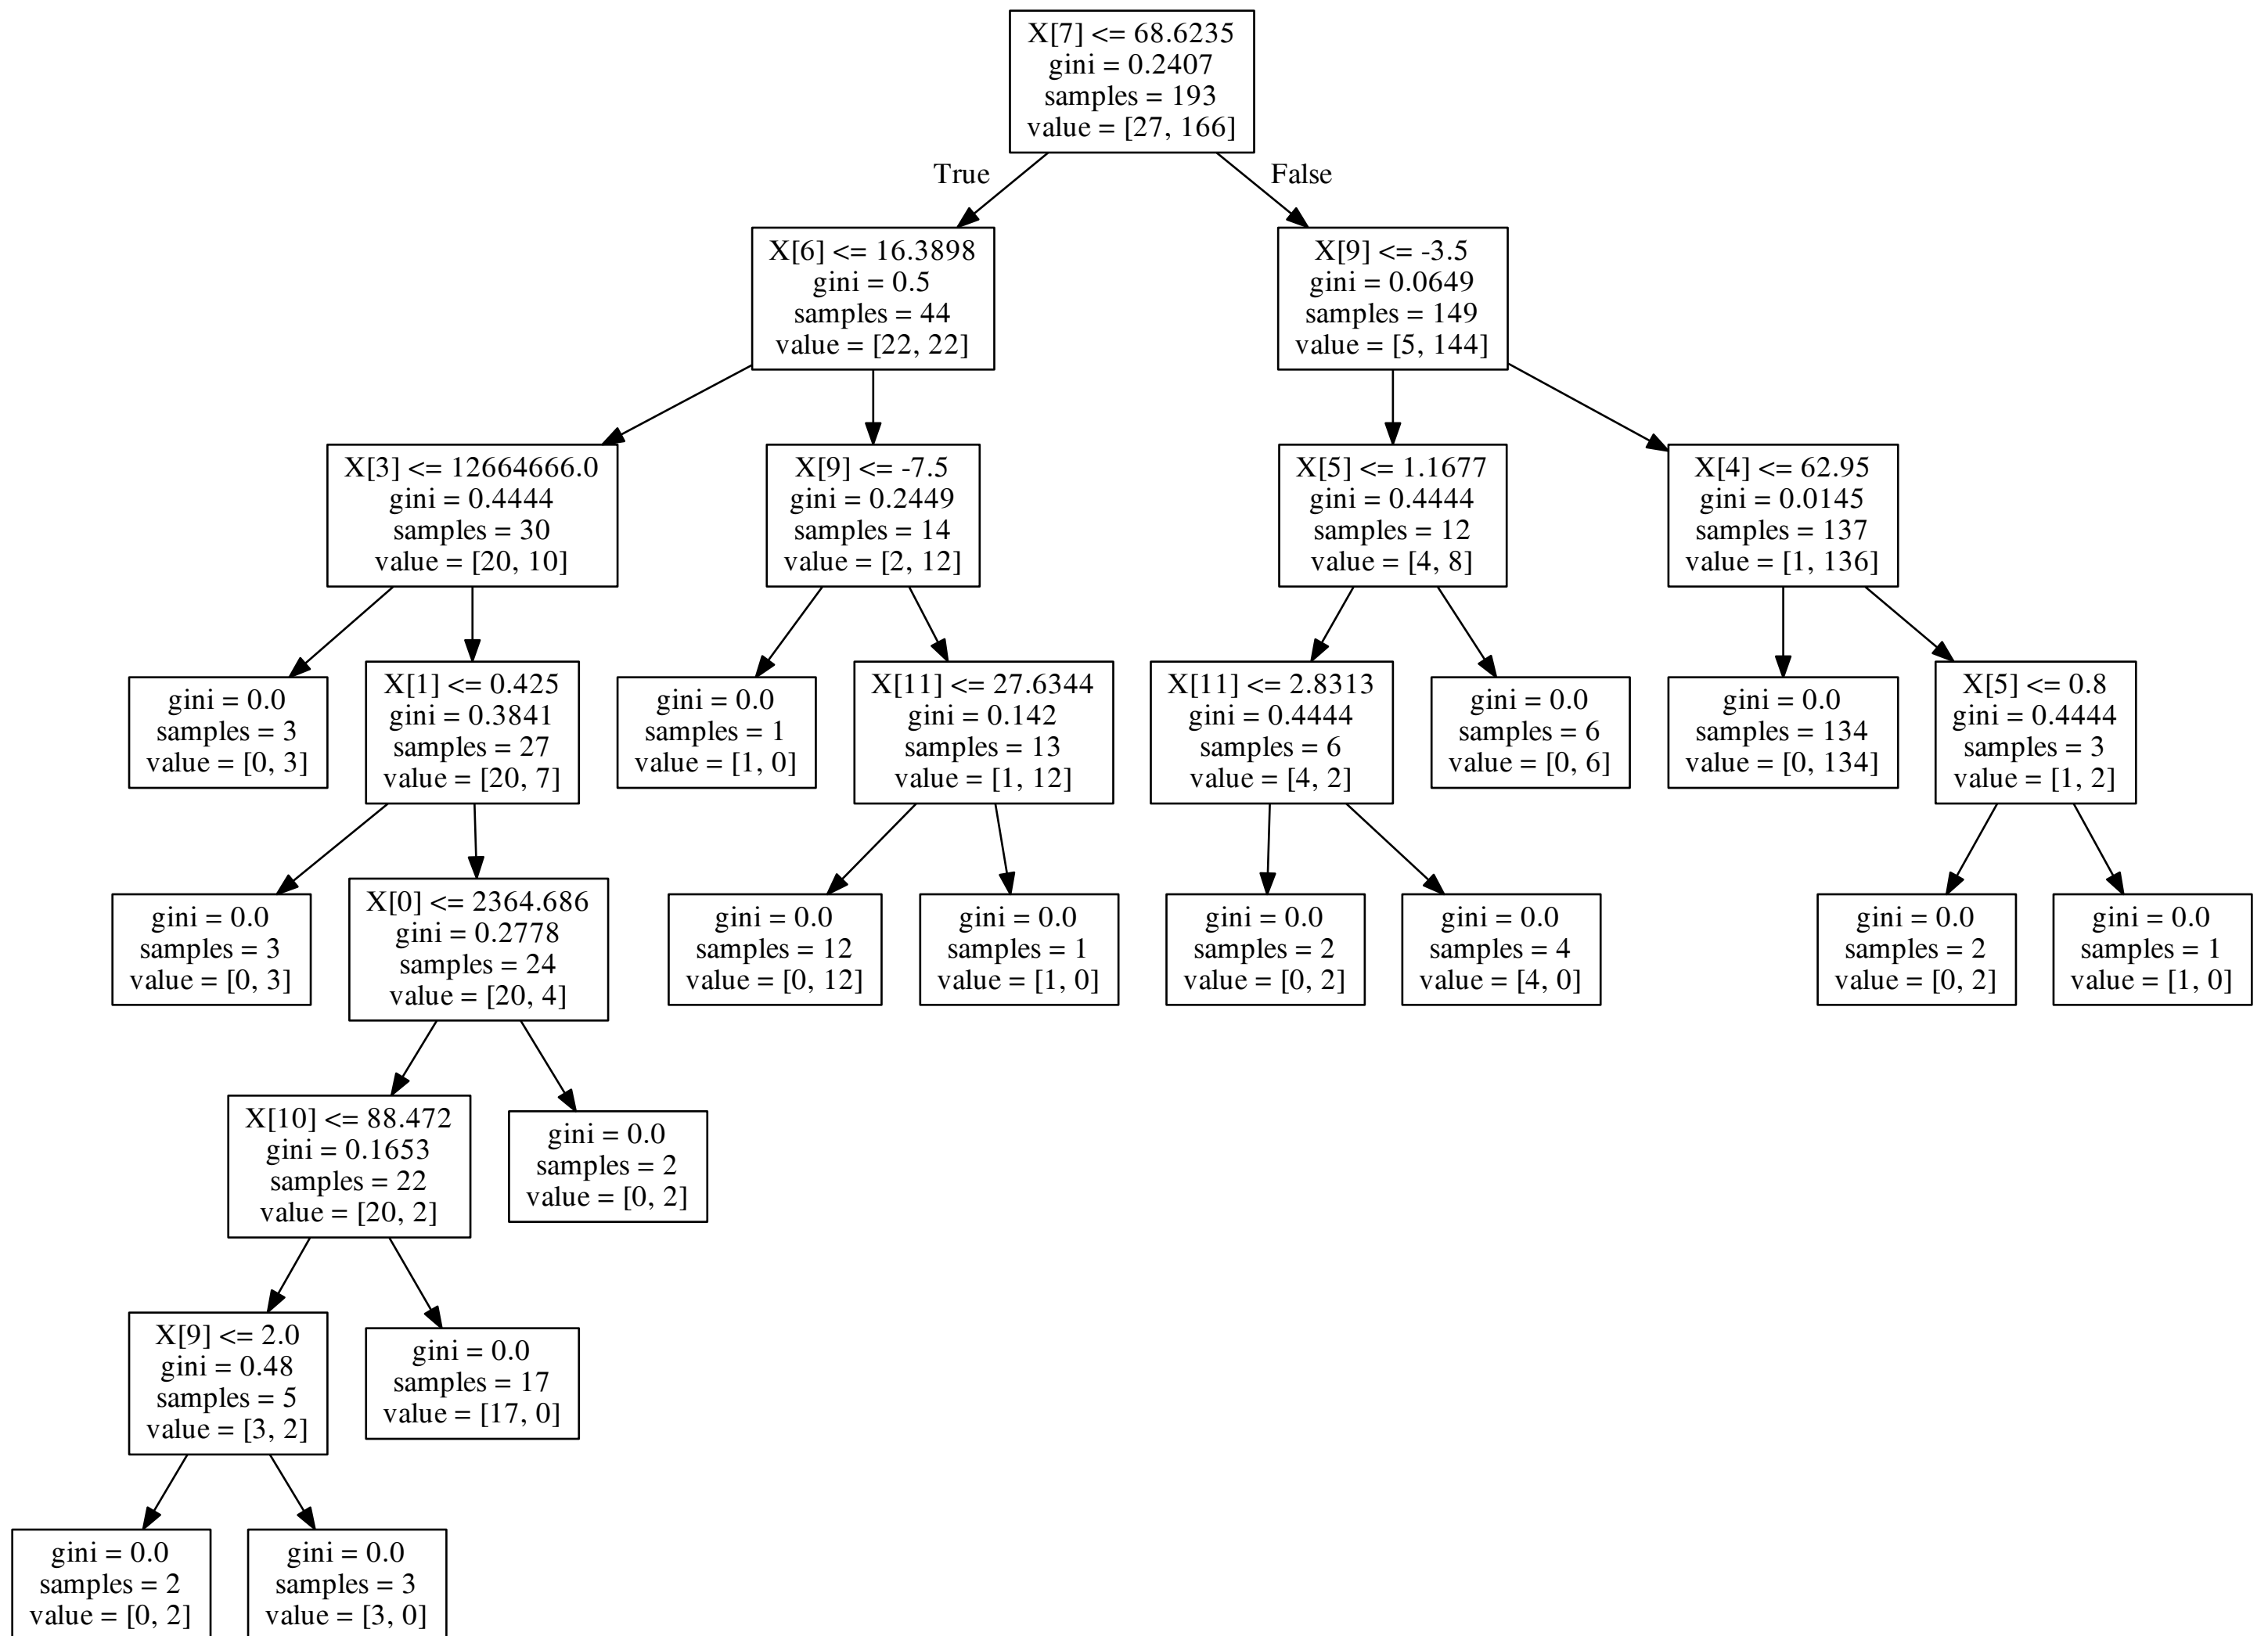 X[7] <= 68.6235
gini = 0.2407
samples = 193
value = [27, 166]
True
False
X[6] <= 16.3898
gini = 0.5
samples = 44
value = [22, 22]
X[9] <= -3.5
gini = 0.0649
samples = 149
value = [5, 144]
X[3] <= 12664666.0
gini = 0.4444
samples = 30
value = [20, 10]
X[9] <= -7.5
gini = 0.2449
samples = 14
value = [2, 12]
X[5] <= 1.1677
gini = 0.4444
samples = 12
value = [4, 8]
X[4] <= 62.95
gini = 0.0145
samples = 137
value = [1, 136]
gini = 0.0
samples = 3
value = [0, 3]
X[1] <= 0.425
gini = 0.3841
samples = 27
value = [20, 7]
gini = 0.0
samples = 1
value = [1, 0]
X[11] <= 27.6344
gini = 0.142
samples = 13
value = [1, 12]
X[11] <= 2.8313
gini = 0.4444
samples = 6
value = [4, 2]
gini = 0.0
samples = 6
value = [0, 6]
gini = 0.0
samples = 134
value = [0, 134]
X[5] <= 0.8
gini = 0.4444
samples = 3
value = [1, 2]
gini = 0.0
samples = 3
value = [0, 3]
X[0] <= 2364.686
gini = 0.2778
samples = 24
value = [20, 4]
gini = 0.0
samples = 12
value = [0, 12]
gini = 0.0
samples = 1
value = [1, 0]
gini = 0.0
samples = 2
value = [0, 2]
gini = 0.0
samples = 4
value = [4, 0]
gini = 0.0
samples = 2
value = [0, 2]
gini = 0.0
samples = 1
value = [1, 0]
X[10] <= 88.472
gini = 0.1653
samples = 22
value = [20, 2]
gini = 0.0
samples = 2
value = [0, 2]
X[9] <= 2.0
gini = 0.48
samples = 5
value = [3, 2]
gini = 0.0
samples = 17
value = [17, 0]
gini = 0.0
samples = 2
value = [0, 2]
gini = 0.0
samples = 3
value = [3, 0]